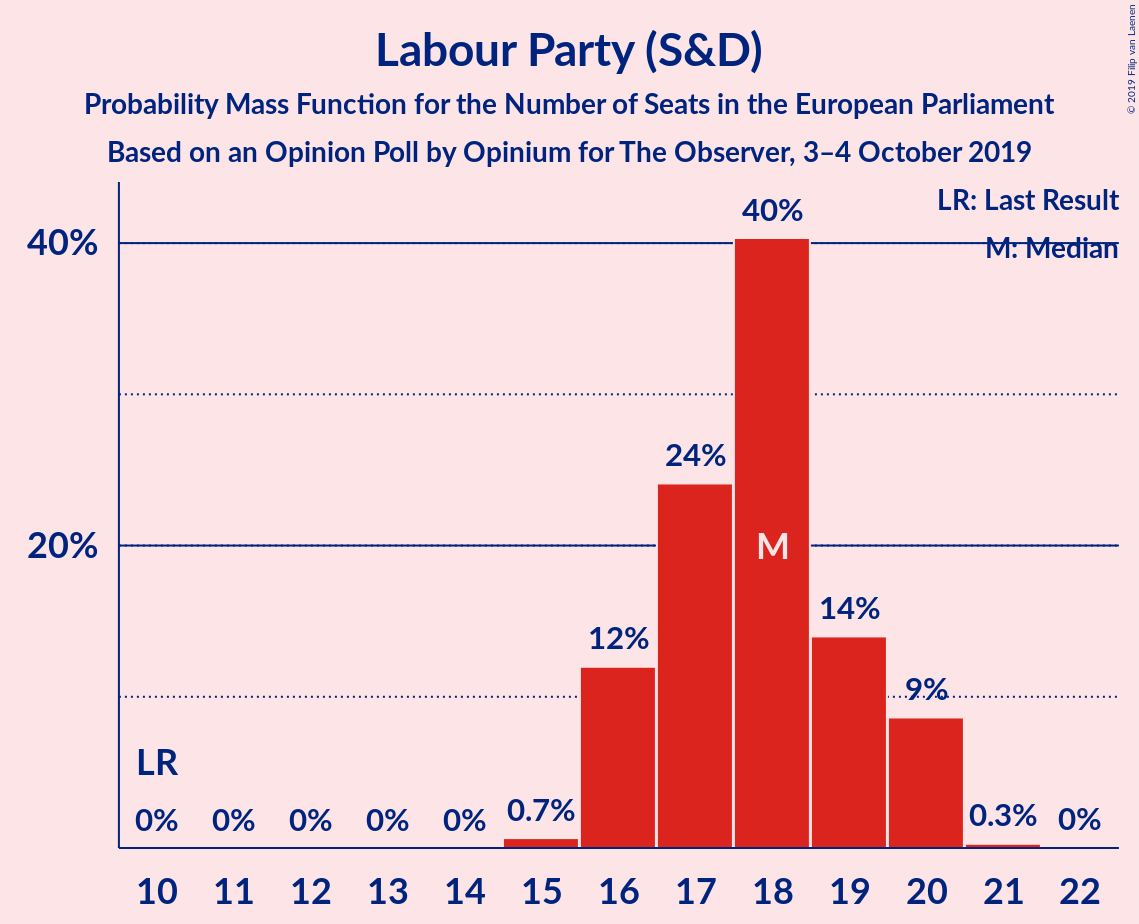 Labour Party (S&D)
Probability Mass Function for the Number of Seats in the European Parliament
Based on an Opinion Poll by Opinium for The Observer, 3–4 October 2019
© 2019 Filip van Laenen
LR: Last Result
M: Median
40%
20%
40%
24%
M
14%
12%
9%
LR
0% 0% 0% 0% 0% 0.7% 0.3% 0%
10 11 12 13 14 15 16 17 18 19 20 21 22